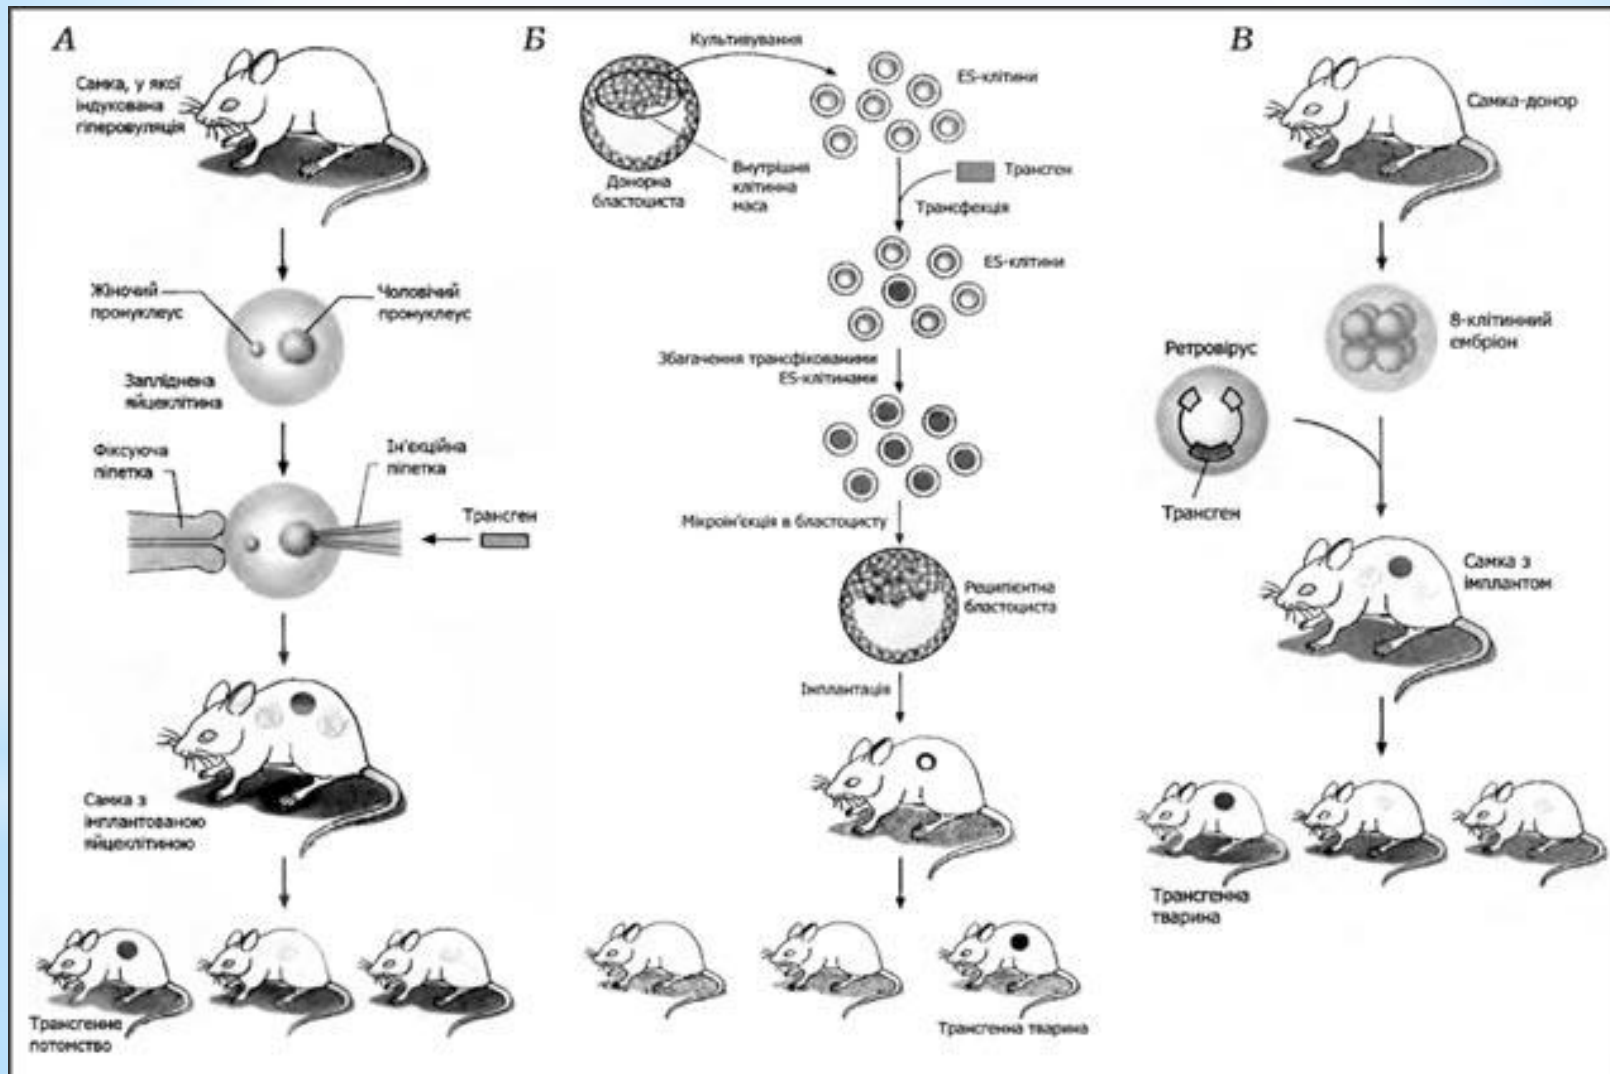 А
Самка, у якої
індукована
гіперовуляція
Жіночий
пронуклеус
Чоловічий
пронуклеус
Запліднена
яйцеклітина
Фіксуюча
піпетка
Ін'єкційна
піпетка
Трансген
Самка з
імплантованою
яйцеклітиною
Трансгенне
потомство
Б
Культивування
ES-клітини
Донорна
бластоциста
Внутрішня
клітинна
маса
Трансген
Трансфекція
ES-клітини
Збагачення трансфікованими
ES-клітинами
Мікроін'єкція в бластоцисту
Реципієнтна
бластоциста
Імплантація
Трансгенна тварина
В
Самка-донор
8-клітинний
ембріон
Ретровірус
Трансген
Самка з
імплантом
Трансгенна
тварина